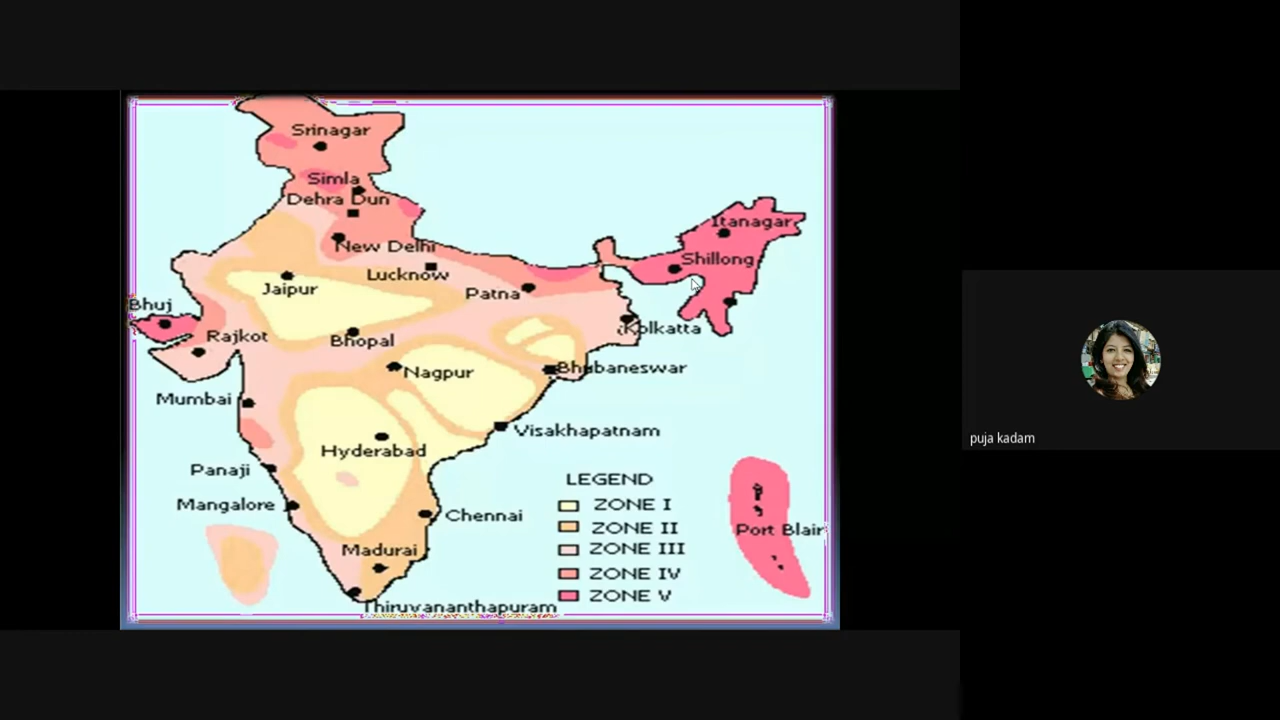 Srinagar
Simla
Dehra Dun
Itanagar
New Delhi
Shillong
Lucknow
Jaipur
Patna
Bhuj
Kolkatta
Rajkot
Bhopal
Bhubaneswar
Nagpur
Mumbai
Visakhapatnam
Hyderabad
puja kadam
Panaji
LEGEND
Mangalore
ZONE I
Chennai
ZONE II
Port Blair
Madurai
ZONE III
ZONE IV
ZONE V
Thiruvananthapuram